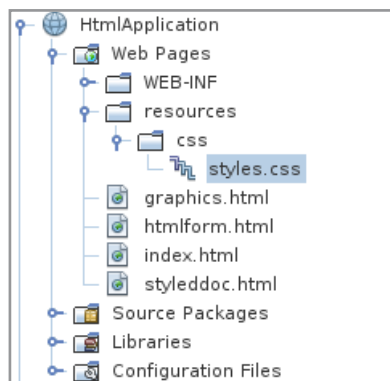 HtmlApplication
Web Pages
WEB-INF
resources
css
styles.css
graphics.html
htmlform.html
index.html
styleddoc.html
Source Packages
Libraries
Configuration Files